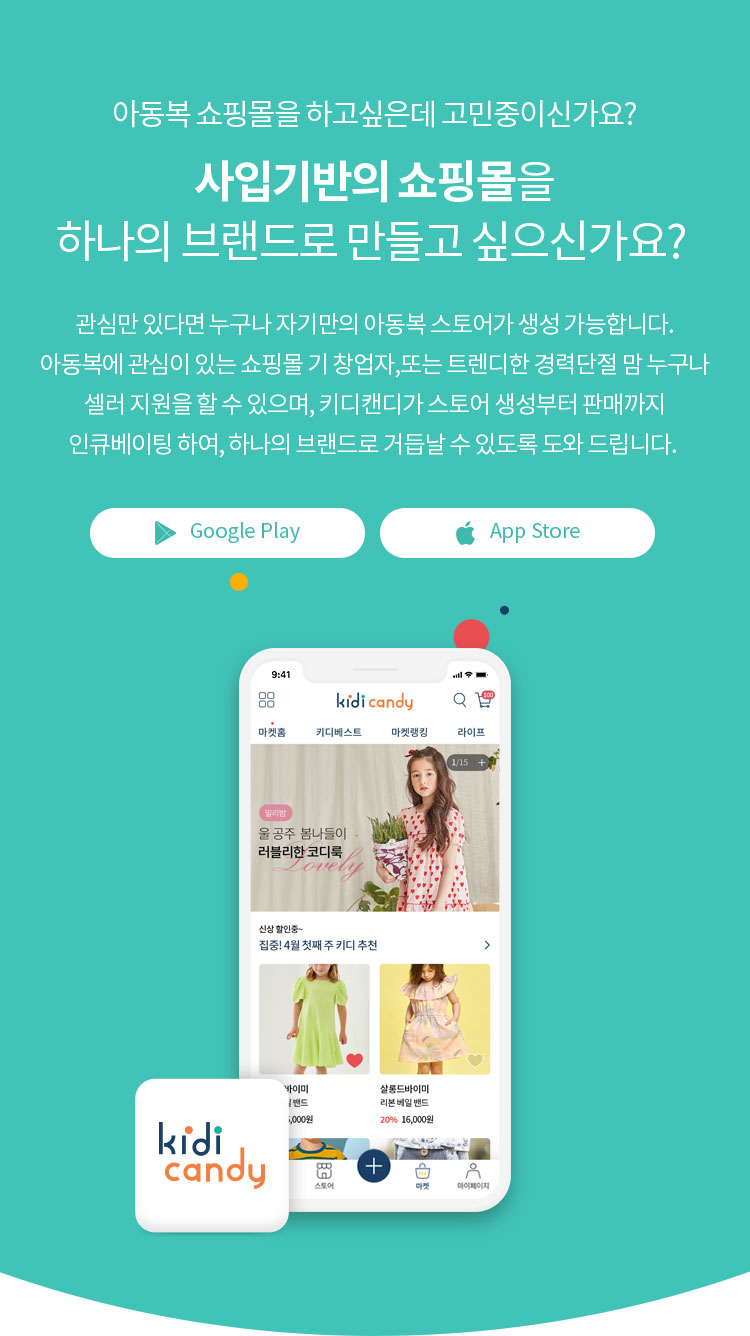 아동복 쇼핑몰을 하고싶은데 고민중이신가요?
사입기반의 쇼핑몰을
하나의 브랜드로 만들고 싶으신가요?
관심만 있다면 누구나 자기만의 아동복 스토어가 생성 가능합니다.
아동복에 관심이 있는 쇼핑몰 기 창업자,또는 트렌디한 경력단절 맘 누구나
셀러 지원을 할 수 있으며, 키디캔디가 스토어 생성부터 판매까지
인큐베이팅 하여, 하나의 브랜드로 거듭날 수 있도록 도와 드립니다.
Google Play
App Store
9:41
kidi candy
100
마켓홈 키디베스트 마켓랭킹 라이프
1/15 +
밀리밤
울 공주 봄나들이
러블리한 코디룩
Lovely
신상 할인중~
집중! 4월 첫째 주 키디 추천
바이미
살롱드바이미
밴드
리본 베일 밴드
,000원
20% 16,000원
스토어
마켓
마이페이지
kidi
candy